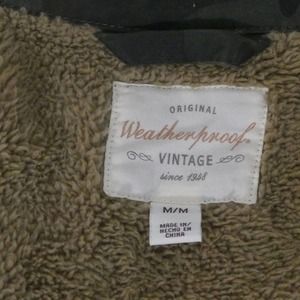 ORIGINAL
Weatherproof
VINTAGE
since 1948
M/M
MADE IN/
HECHO EN
CHINA